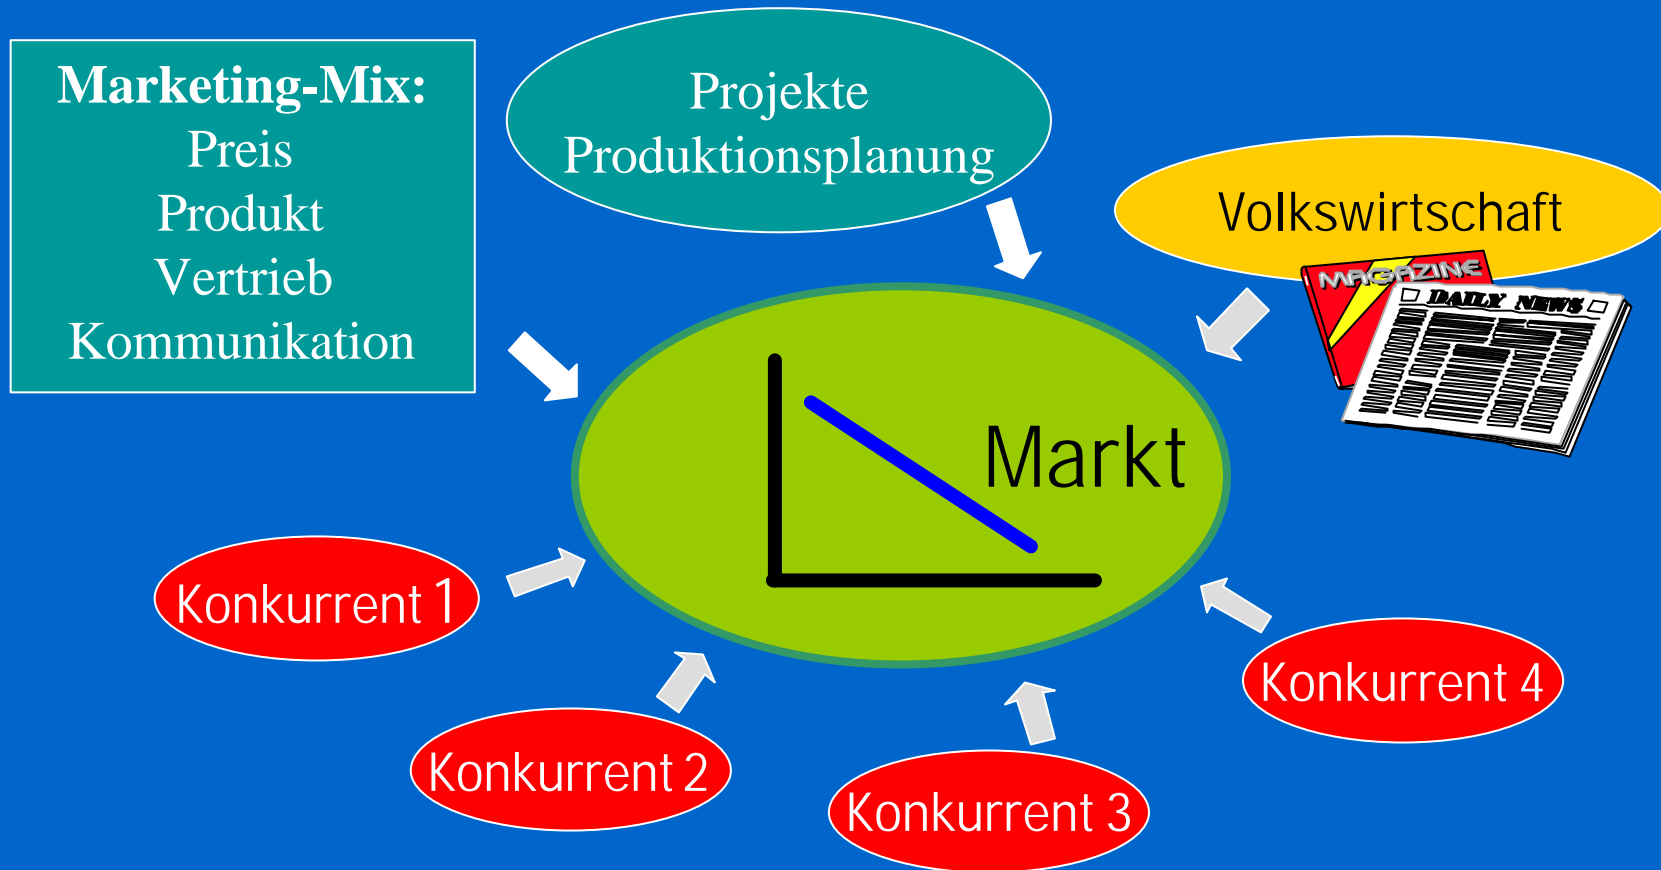 Marketing-Mix:
Preis
Produkt
Vertrieb
Kommunikation
Projekte
Produktionsplanung
Volkswirtschaft
MAGAZINE
DAILY NEWS
Markt
Konkurrent 1
Konkurrent 2
Konkurrent 3
Konkurrent 4